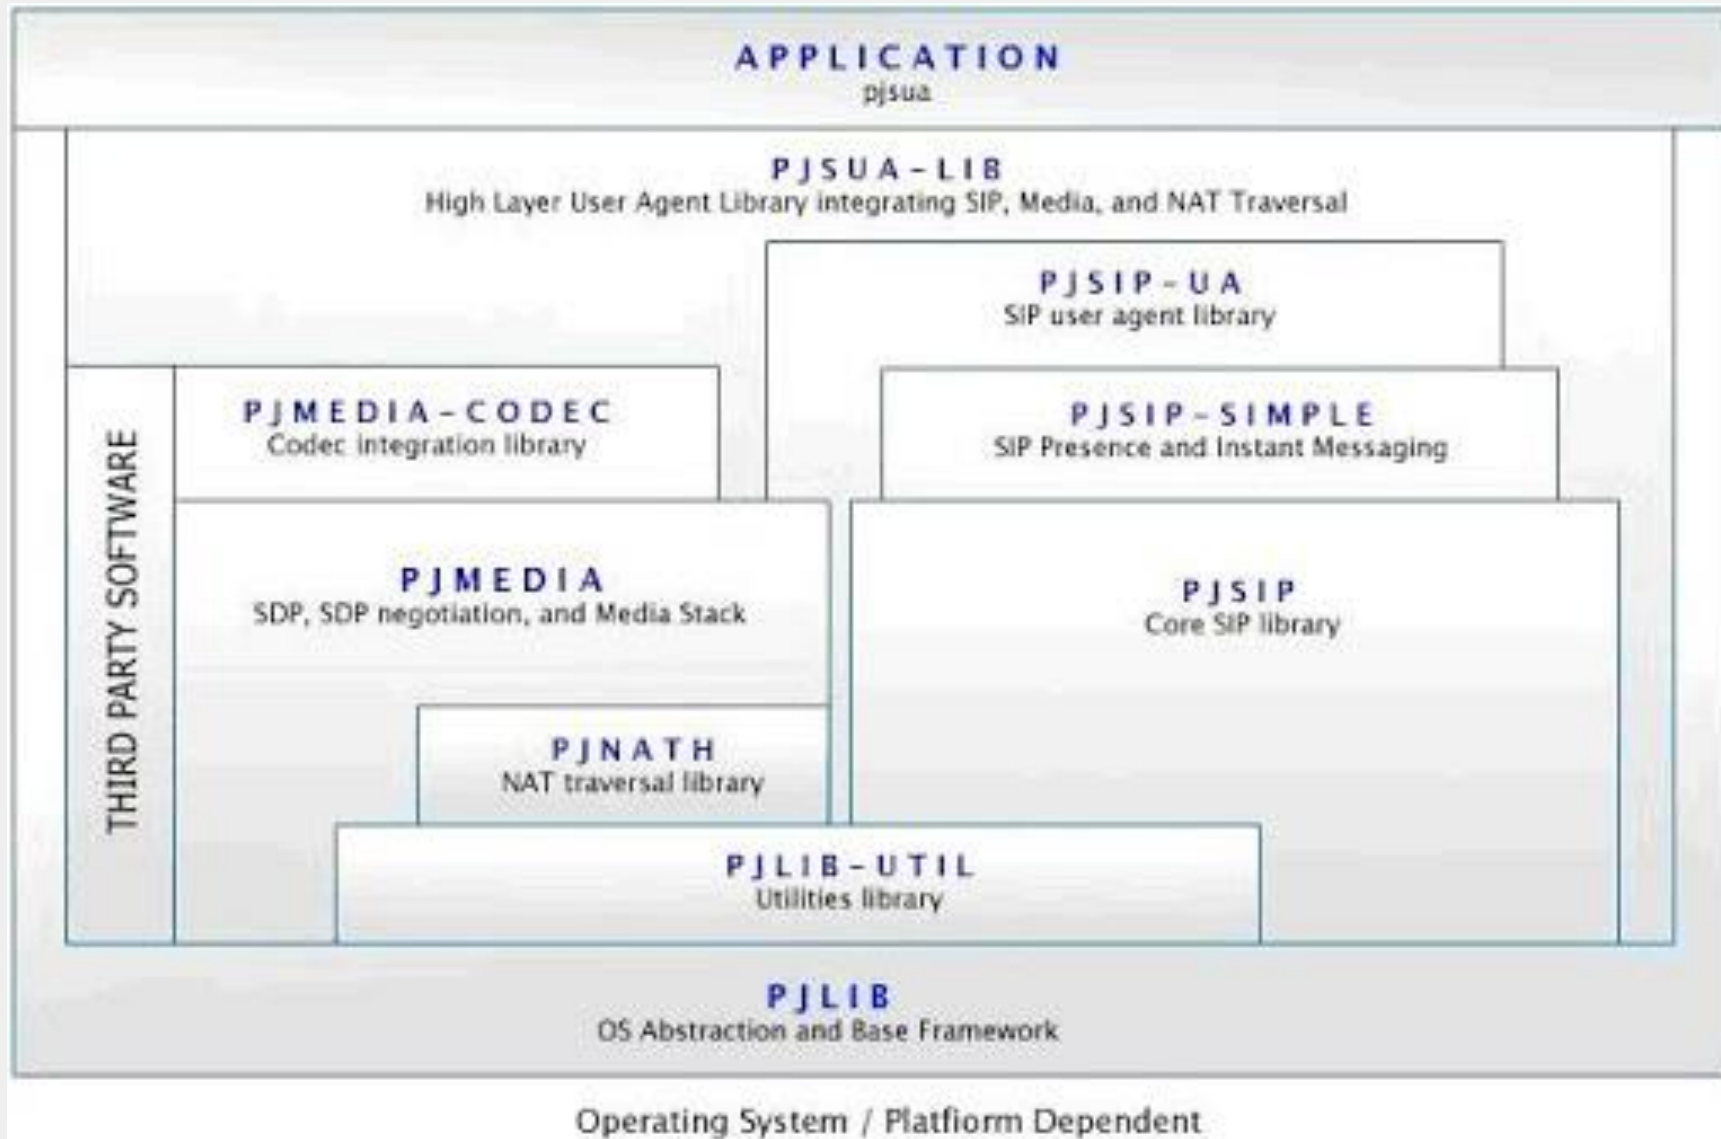 APPLICATION
pjsua
PJSUA-LIB
High Layer User Agent Library integrating SIP, Media, and NAT Traversal
PJSIP-UA
SIP user agent library
PJMEDIA-CODEC
Codec integration library
PJSIP-SIMPLE
SIP Presence and Instant Messaging
THIRD PARTY SOFTWARE
PJMEDIA
SDP, SDP negotiation, and Media Stack
PJSIP
Core SIP library
PJNATH
NAT traversal library
PJLIB-UTIL
Utilities library
PJLIB
OS Abstraction and Base Framework
Operating System / Platfiorm Dependent